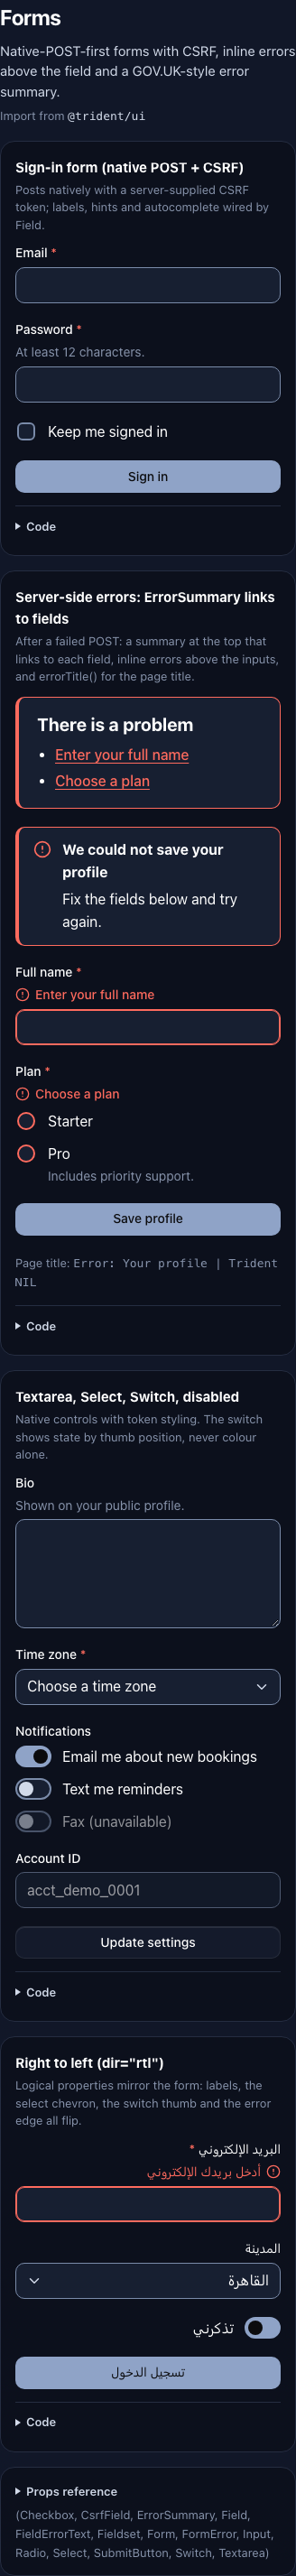 Forms
Native-POST-first forms with CSRF, inline errors
above the field and a GOV.UK-style error
summary.
Import from @trident/ui
Sign-in form (native POST + CSRF)
Posts natively with a server-supplied CSRF
token; labels, hints and autocomplete wired by
Field.
Email *
Password *
At least 12 characters.
Keep me signed in
Sign in
Code
Server-side errors: ErrorSummary links
to fields
After a failed POST: a summary at the top that
links to each field, inline errors above the inputs,
and errorTitle() for the page title.
There is a problem
• Enter your full name
• Choose a plan
We could not save your
profile
Fix the fields below and try
again.
Full name *
Enter your full name
Plan *
Choose a plan
Starter
Pro
Includes priority support.
Save profile
Page title: Error: Your profile | Trident
NIL
Code
Textarea, Select, Switch, disabled
Native controls with token styling. The switch
shows state by thumb position, never colour
alone.
Bio
Shown on your public profile.
Time zone *
Choose a time zone
Notifications
Email me about new bookings
Text me reminders
Fax (unavailable)
Account ID
acct_demo_0001
Update settings
Code
Right to left (dir="rtl")
Logical properties mirror the form: labels, the
select chevron, the switch thumb and the error
edge all flip.
البريد الإلكتروني *
أدخل بريدك الإلكتروني
المدينة
القاهرة
تذكرني
تسجيل الدخول
Code
Props reference
(Checkbox, CsrfField, ErrorSummary, Field,
FieldErrorText, Fieldset, Form, FormError, Input,
Radio, Select, SubmitButton, Switch, Textarea)